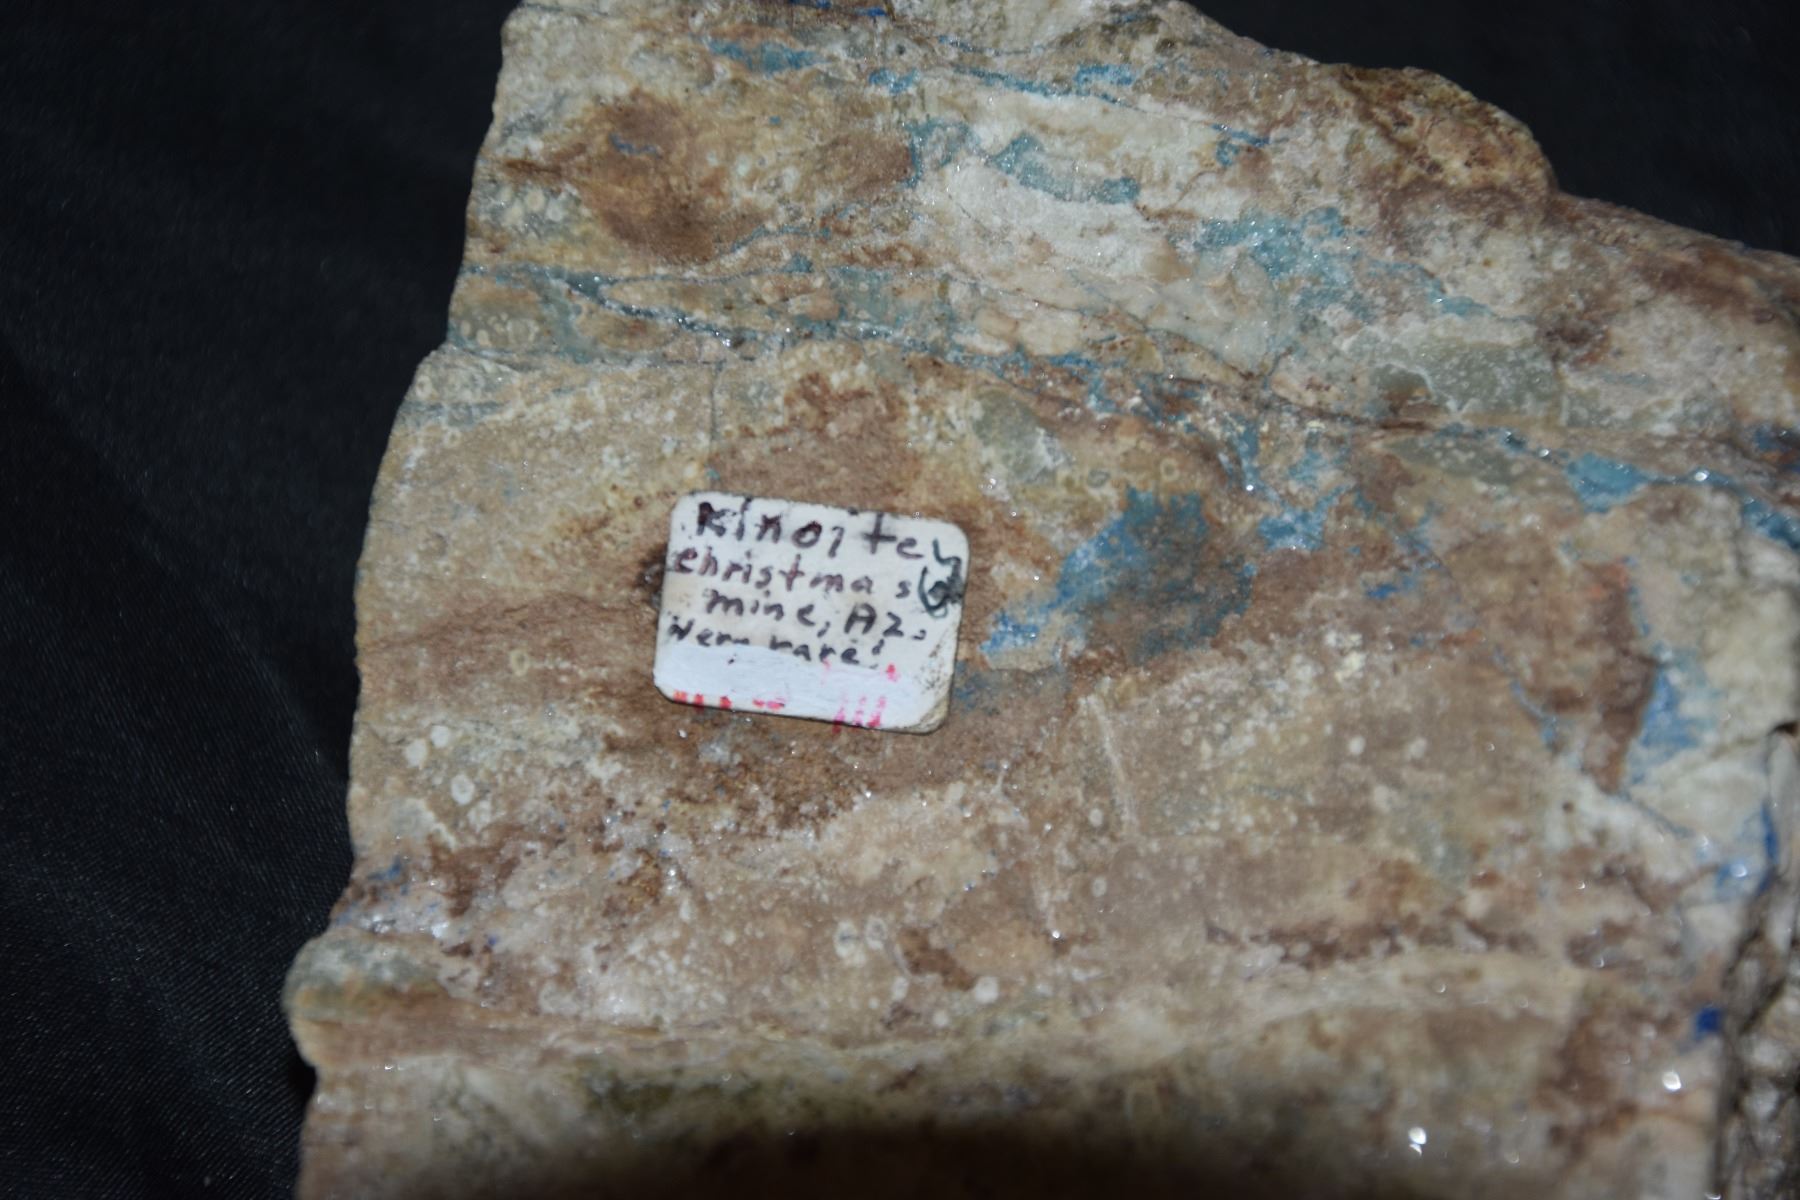 Kinoite
christmas
mine, Az.
Very rare!